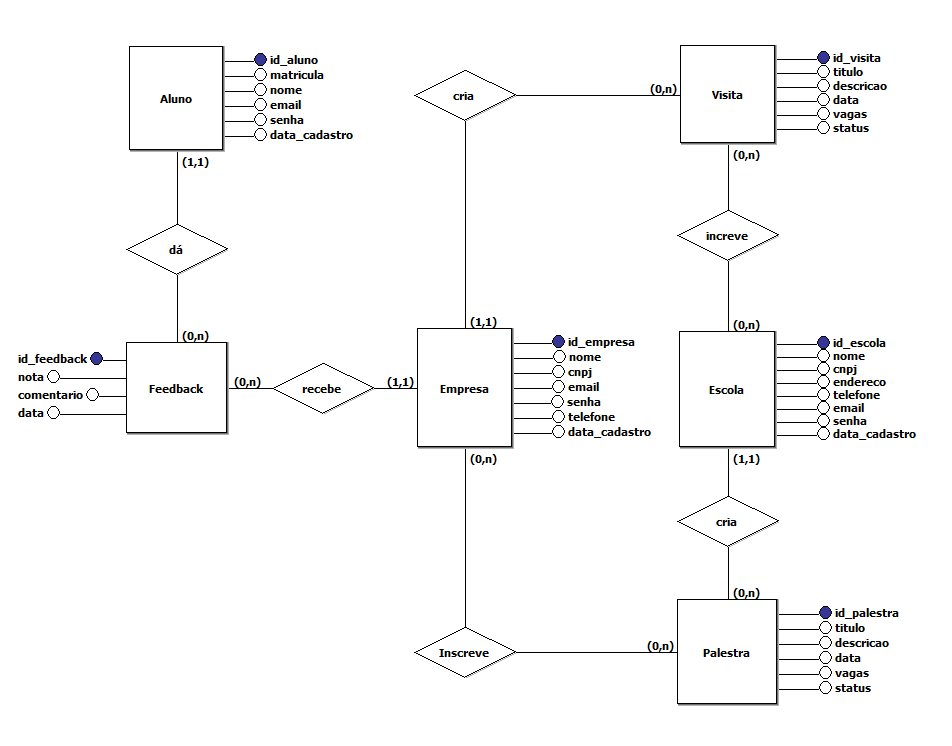 Aluno
id_aluno
matricula
nome
email
senha
data_cadastro
(1,1)
dá
(0,n)
Feedback
id_feedback
nota
comentario
data
(0,n)
recebe
(1,1)
cria
(0,n)
(1,1)
Empresa
id_empresa
nome
cnpj
email
senha
telefone
data_cadastro
(0,n)
Inscreve
(0,n)
Visita
id_visita
titulo
descricao
data
vagas
status
(0,n)
increve
(0,n)
Escola
id_escola
nome
cnpj
endereco
telefone
email
senha
data_cadastro
(1,1)
cria
(0,n)
Palestra
id_palestra
titulo
descricao
data
vagas
status